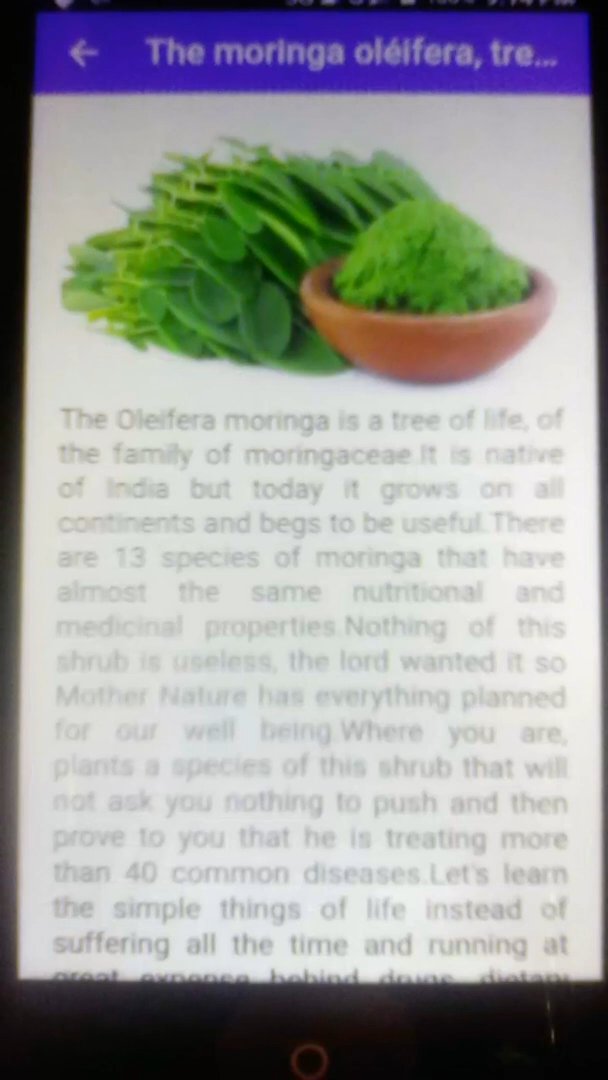 The moringa oléifera, tre...
The Oleifera moringa is a tree of life, of
the family of moringaceae.It is native
of India but today it grows on all
continents and begs to be useful.There
are 13 species of moringa that have
almost the same nutritional and
medicinal properties.Nothing of this
shrub is useless, the lord wanted it so
Mother Nature has everything planned
for our well being.Where you are,
plants a species of this shrub that will
not ask you nothing to push and then
prove to you that he is treating more
than 40 common diseases.Let's learn
the simple things of life instead of
suffering all the time and running at
great expense behind drugs, dietary